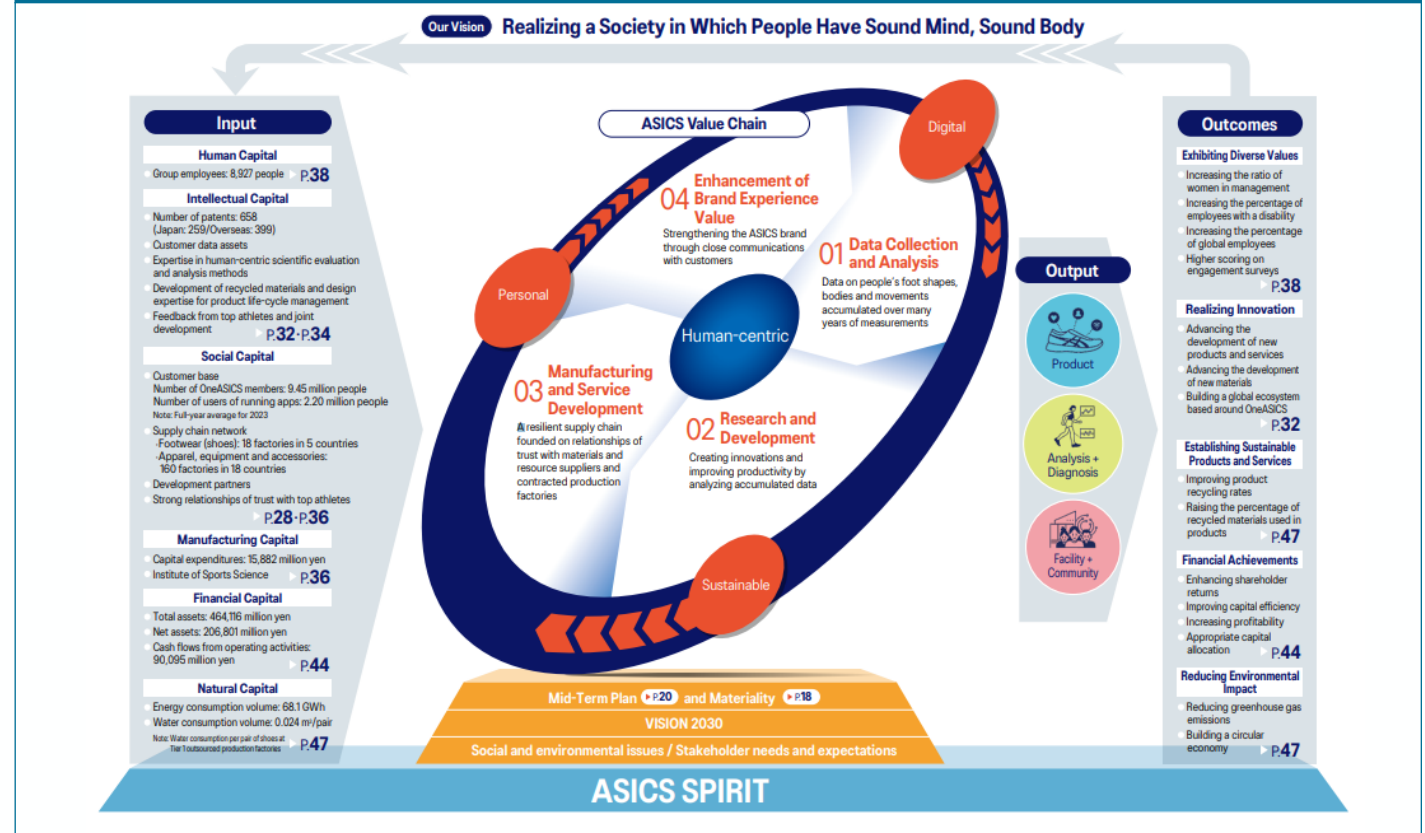 Our Vision Realizing a Society in Which People Have Sound Mind, Sound Body
Input
Human Capital
Group employees: 8,927 people P.38
Intellectual Capital
Number of patents: 658
(Japan: 259/Overseas: 399)
Customer data assets
Expertise in human-centric scientific evaluation
and analysis methods
Development of recycled materials and design
expertise for product life-cycle management
Feedback from top athletes and joint
development P.32·P.34
Social Capital
Customer base
Number of OneASICS members: 9.45 million people
Number of users of running apps: 2.20 million people
Note: Full-year average for 2023
Supply chain network
·Footwear (shoes): 18 factories in 5 countries
·Apparel, equipment and accessories:
160 factories in 18 countries
Development partners
Strong relationships of trust with top athletes
P.28·P.36
Manufacturing Capital
Capital expenditures: 15,882 million yen
Institute of Sports Science P.36
Financial Capital
Total assets: 464,116 million yen
Net assets: 206,801 million yen
Cash flows from operating activities:
90,095 million yen P.44
Natural Capital
Energy consumption volume: 68.1 GWh
Water consumption volume: 0.024 m³/pair
Note: Water consumption per pair of shoes at
Tier 1 outsourced production factories P.47
ASICS Value Chain
Digital
Personal
Sustainable
Human-centric
01 Data Collection
and Analysis
Data on people's foot shapes,
bodies and movements
accumulated over many
years of measurements
02 Research and
Development
Creating innovations and
improving productivity by
analyzing accumulated data
03 Manufacturing
and Service
Development
A resilient supply chain
founded on relationships of
trust with materials and
resource suppliers and
contracted production
factories
04 Enhancement of
Brand Experience
Value
Strengthening the ASICS brand
through close communications
with customers
Output
Product
Analysis +
Diagnosis
Facility +
Community
Outcomes
Exhibiting Diverse Values
Increasing the ratio of
women in management
Increasing the percentage of
employees with a disability
Increasing the percentage
of global employees
Higher scoring on
engagement surveys
P.38
Realizing Innovation
Advancing the
development of new
products and services
Advancing the development
of new materials
Building a global ecosystem
based around OneASICS
P.32
Establishing Sustainable
Products and Services
Improving product
recycling rates
Raising the percentage of
recycled materials used in
products P.47
Financial Achievements
Enhancing shareholder
returns
Improving capital efficiency
Increasing profitability
Appropriate capital
allocation P.44
Reducing Environmental
Impact
Reducing greenhouse gas
emissions
Building a circular
economy P.47
Mid-Term Plan P.20 and Materiality P.18
VISION 2030
Social and environmental issues / Stakeholder needs and expectations
ASICS SPIRIT